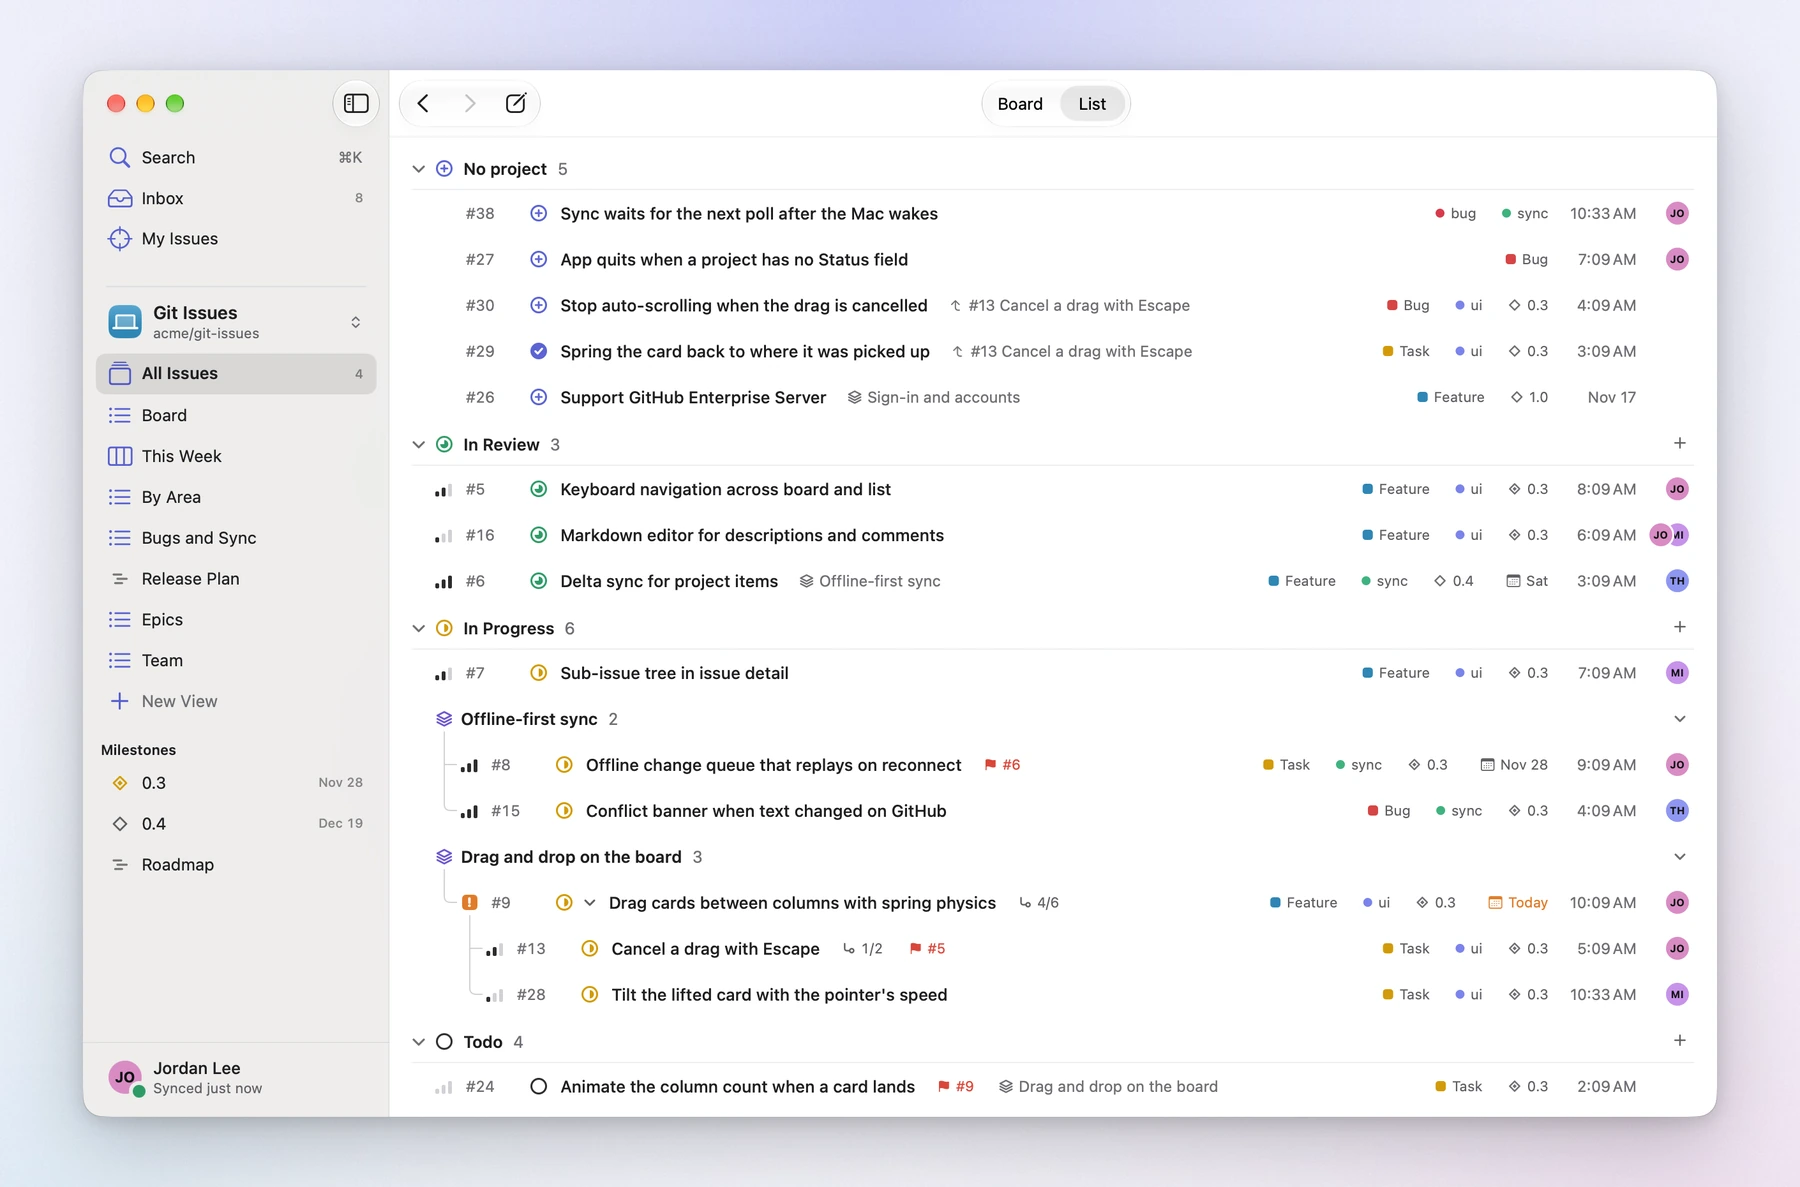 Search ⌘K
Inbox 8
My Issues
Git Issues
acme/git-issues
All Issues 4
Board
This Week
By Area
Bugs and Sync
Release Plan
Epics
Team
New View
Milestones
0.3 Nov 28
0.4 Dec 19
Roadmap
JO
Jordan Lee
Synced just now
Board List
No project 5
#38 Sync waits for the next poll after the Mac wakes bug sync 10:33 AM JO
#27 App quits when a project has no Status field Bug 7:09 AM JO
#30 Stop auto-scrolling when the drag is cancelled #13 Cancel a drag with Escape Bug ui 0.3 4:09 AM
#29 Spring the card back to where it was picked up #13 Cancel a drag with Escape Task ui 0.3 3:09 AM
#26 Support GitHub Enterprise Server Sign-in and accounts Feature 1.0 Nov 17
In Review 3
#5 Keyboard navigation across board and list Feature ui 0.3 8:09 AM JO
#16 Markdown editor for descriptions and comments Feature ui 0.3 6:09 AM JO MI
#6 Delta sync for project items Offline-first sync Feature sync 0.4 Sat 3:09 AM TH
In Progress 6
#7 Sub-issue tree in issue detail Feature ui 0.3 7:09 AM MI
Offline-first sync 2
#8 Offline change queue that replays on reconnect #6 Task sync 0.3 Nov 28 9:09 AM JO
#15 Conflict banner when text changed on GitHub Bug sync 0.3 4:09 AM TH
Drag and drop on the board 3
#9 Drag cards between columns with spring physics 4/6 Feature ui 0.3 Today 10:09 AM JO
#13 Cancel a drag with Escape 1/2 #5 Task ui 0.3 5:09 AM JO
#28 Tilt the lifted card with the pointer's speed Task ui 0.3 10:33 AM MI
Todo 4
#24 Animate the column count when a card lands #9 Drag and drop on the board Task 0.3 2:09 AM